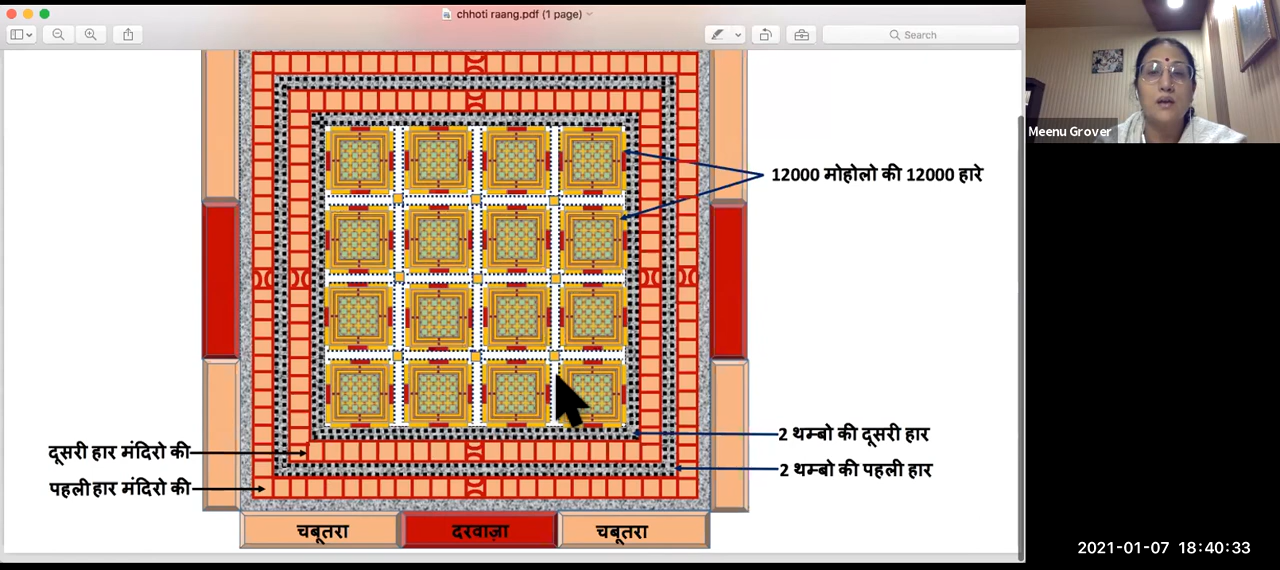 chhoti raang.pdf (1 page)
Search
Meenu Grover
12000 मोहोलो की 12000 हारे
2 थम्बो की दूसरी हार
दूसरी हार मंदिरो की
2 थम्बो की पहली हार
पहली हार मंदिरो की
चबूतरा
दरवाज़ा
चबूतरा
2021-01-07 18:40:33